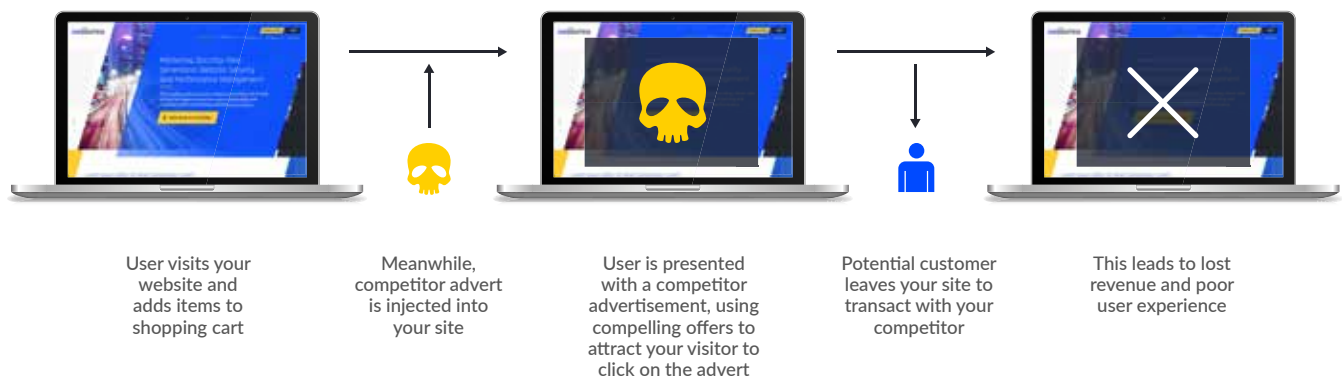 User visits your
website and
adds items to
shopping cart
Meanwhile,
competitor advert
is injected into
your site
User is presented
with a competitor
advertisement, using
compelling offers to
attract your visitor to
click on the advert
Potential customer
leaves your site to
transact with your
competitor
This leads to lost
revenue and poor
user experience